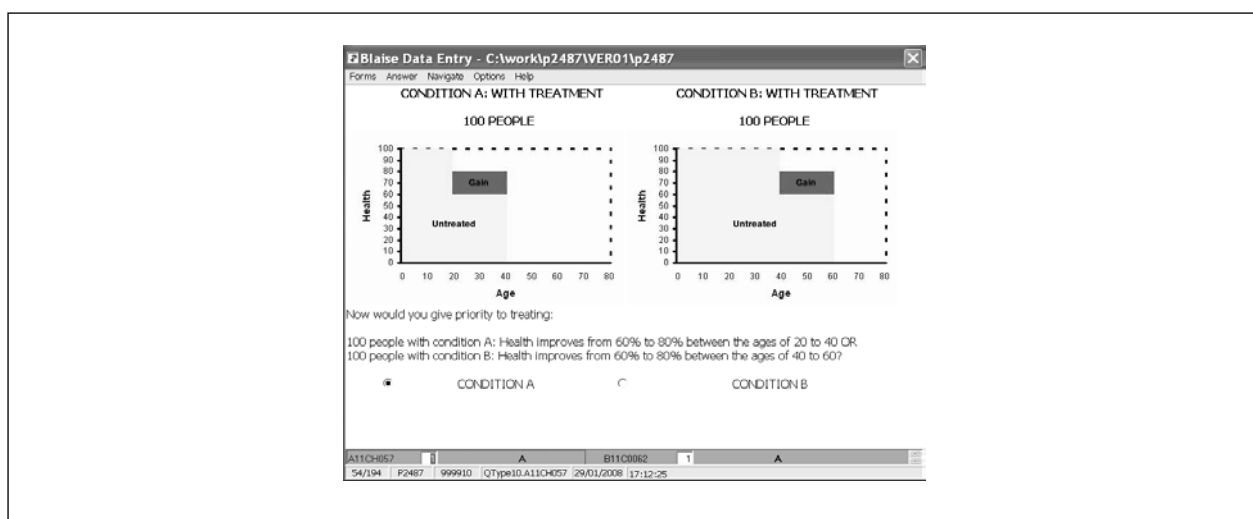 Blaise Data Entry - C:\work\p2487\VER01\p2487
Forms Answer Navigate Options Help
CONDITION A: WITH TREATMENT CONDITION B: WITH TREATMENT
100 PEOPLE 100 PEOPLE
100 100
90 90
80 80
70 Gain 70 Gain
60 60
50 50
40 Untreated 40 Untreated
30 30
20 20
10 10
0 0
Health Health
0 10 20 30 40 50 60 70 80 0 10 20 30 40 50 60 70 80
Age Age
Now would you give priority to treating:
100 people with condition A: Health improves from 60% to 80% between the ages of 20 to 40 OR
100 people with condition B: Health improves from 60% to 80% between the ages of 40 to 60?
CONDITION A CONDITION B
A11CH057 1 A B11C0062 1 A
54/194 P2487 999910 QType10.A11CH057 29/01/2008 17:12:25